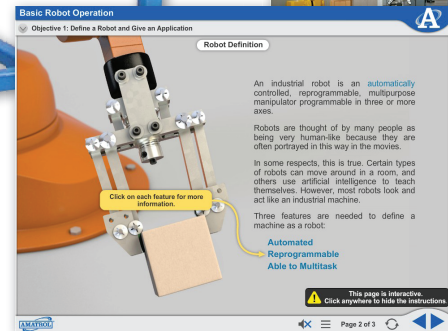 Basic Robot Operation
Objective 1: Define a Robot and Give an Application
Robot Definition
An industrial robot is an automatically
controlled, reprogrammable, multipurpose
manipulator programmable in three or more
axes.
Robots are thought of by many people as
being very human-like because they are
often portrayed in this way in the movies.
In some respects, this is true. Certain types
of robots can move around in a room, and
others use artificial intelligence to teach
themselves. However, most robots look and
act like an industrial machine.
Three features are needed to define a
machine as a robot:
Automated
Reprogrammable
Able to Multitask
Click on each feature for more
information.
This page is interactive.
Click anywhere to hide the instructions.
AMATROL
Page 2 of 3
A